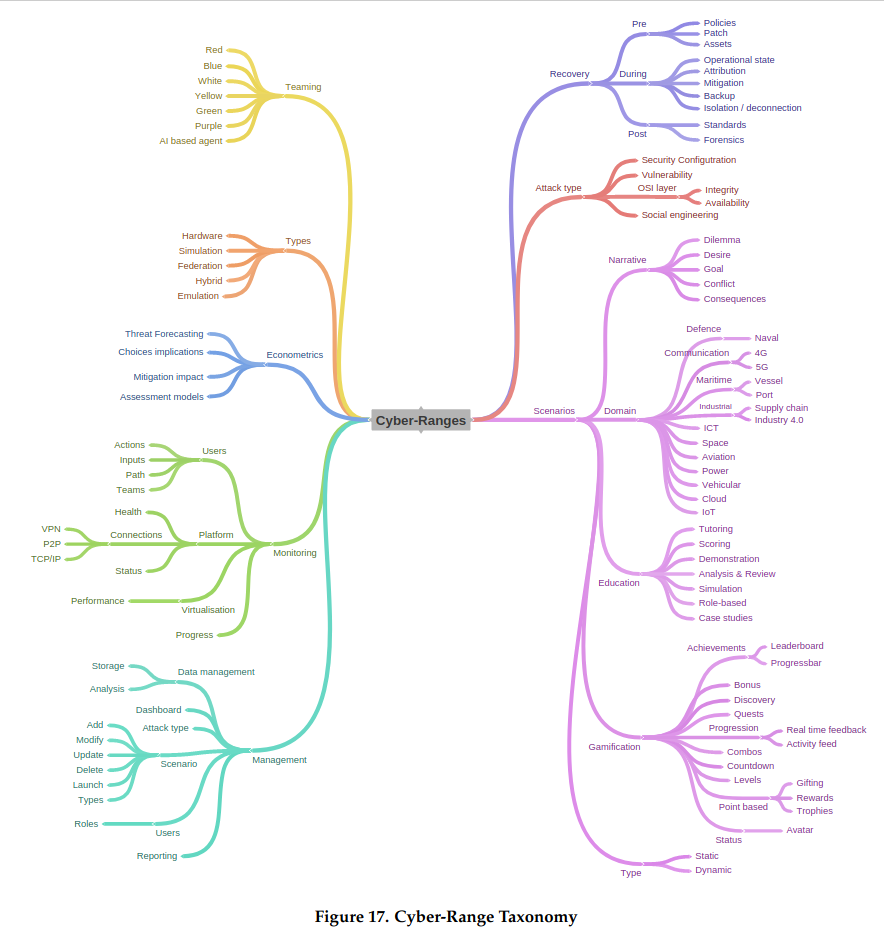 Cyber-Ranges
Teaming
Red
Blue
White
Yellow
Green
Purple
AI based agent
Types
Hardware
Simulation
Federation
Hybrid
Emulation
Econometrics
Threat Forecasting
Choices implications
Mitigation impact
Assessment models
Monitoring
Users
Actions
Inputs
Path
Teams
Platform
Health
Connections
VPN
P2P
TCP/IP
Status
Virtualisation
Performance
Progress
Management
Data management
Storage
Analysis
Dashboard
Attack type
Scenario
Add
Modify
Update
Delete
Launch
Types
Users
Roles
Reporting
Recovery
Pre
Policies
Patch
Assets
During
Operational state
Attribution
Mitigation
Backup
Isolation / deconnection
Post
Standards
Forensics
Attack type
Security Configutration
Vulnerability
OSI layer
Integrity
Availability
Social engineering
Scenarios
Narrative
Dilemma
Desire
Goal
Conflict
Consequences
Domain
Defence
Naval
Communication
4G
5G
Maritime
Vessel
Port
Industrial
Supply chain
Industry 4.0
ICT
Space
Aviation
Power
Vehicular
Cloud
IoT
Education
Tutoring
Scoring
Demonstration
Analysis & Review
Simulation
Role-based
Case studies
Gamification
Achievements
Leaderboard
Progressbar
Bonus
Discovery
Quests
Progression
Real time feedback
Activity feed
Combos
Countdown
Levels
Point based
Gifting
Rewards
Trophies
Status
Avatar
Type
Static
Dynamic
Figure 17. Cyber-Range Taxonomy